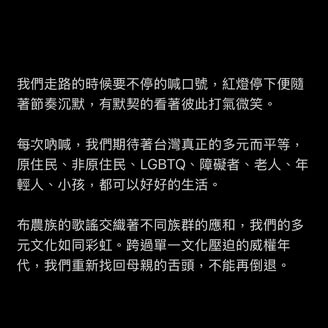 我們走路的時候要不停的喊口號，紅燈停下便隨
著節奏沉默，有默契的看著彼此打氣微笑。
每次吶喊，我們期待著台灣真正的多元而平等，
原住民、非原住民、LGBTQ、障礙者、老人、年
輕人、小孩，都可以好好的生活。
布農族的歌謠交織著不同族群的應和，我們的多
元文化如同彩虹。跨過單一文化壓迫的威權年
代，我們重新找回母親的舌頭，不能再倒退。